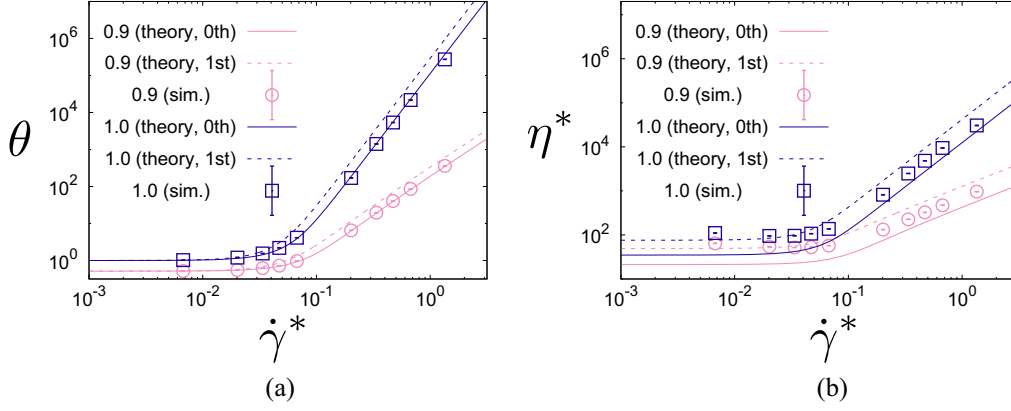 θ
10^6
10^4
10^2
10^0
0.9 (theory, 0th)
0.9 (theory, 1st)
0.9 (sim.)
1.0 (theory, 0th)
1.0 (theory, 1st)
1.0 (sim.)
10^-3 10^-2 10^-1 10^0
γ̇*
(a)
η*
10^6
10^4
10^2
0.9 (theory, 0th)
0.9 (theory, 1st)
0.9 (sim.)
1.0 (theory, 0th)
1.0 (theory, 1st)
1.0 (sim.)
10^-3 10^-2 10^-1 10^0
γ̇*
(b)